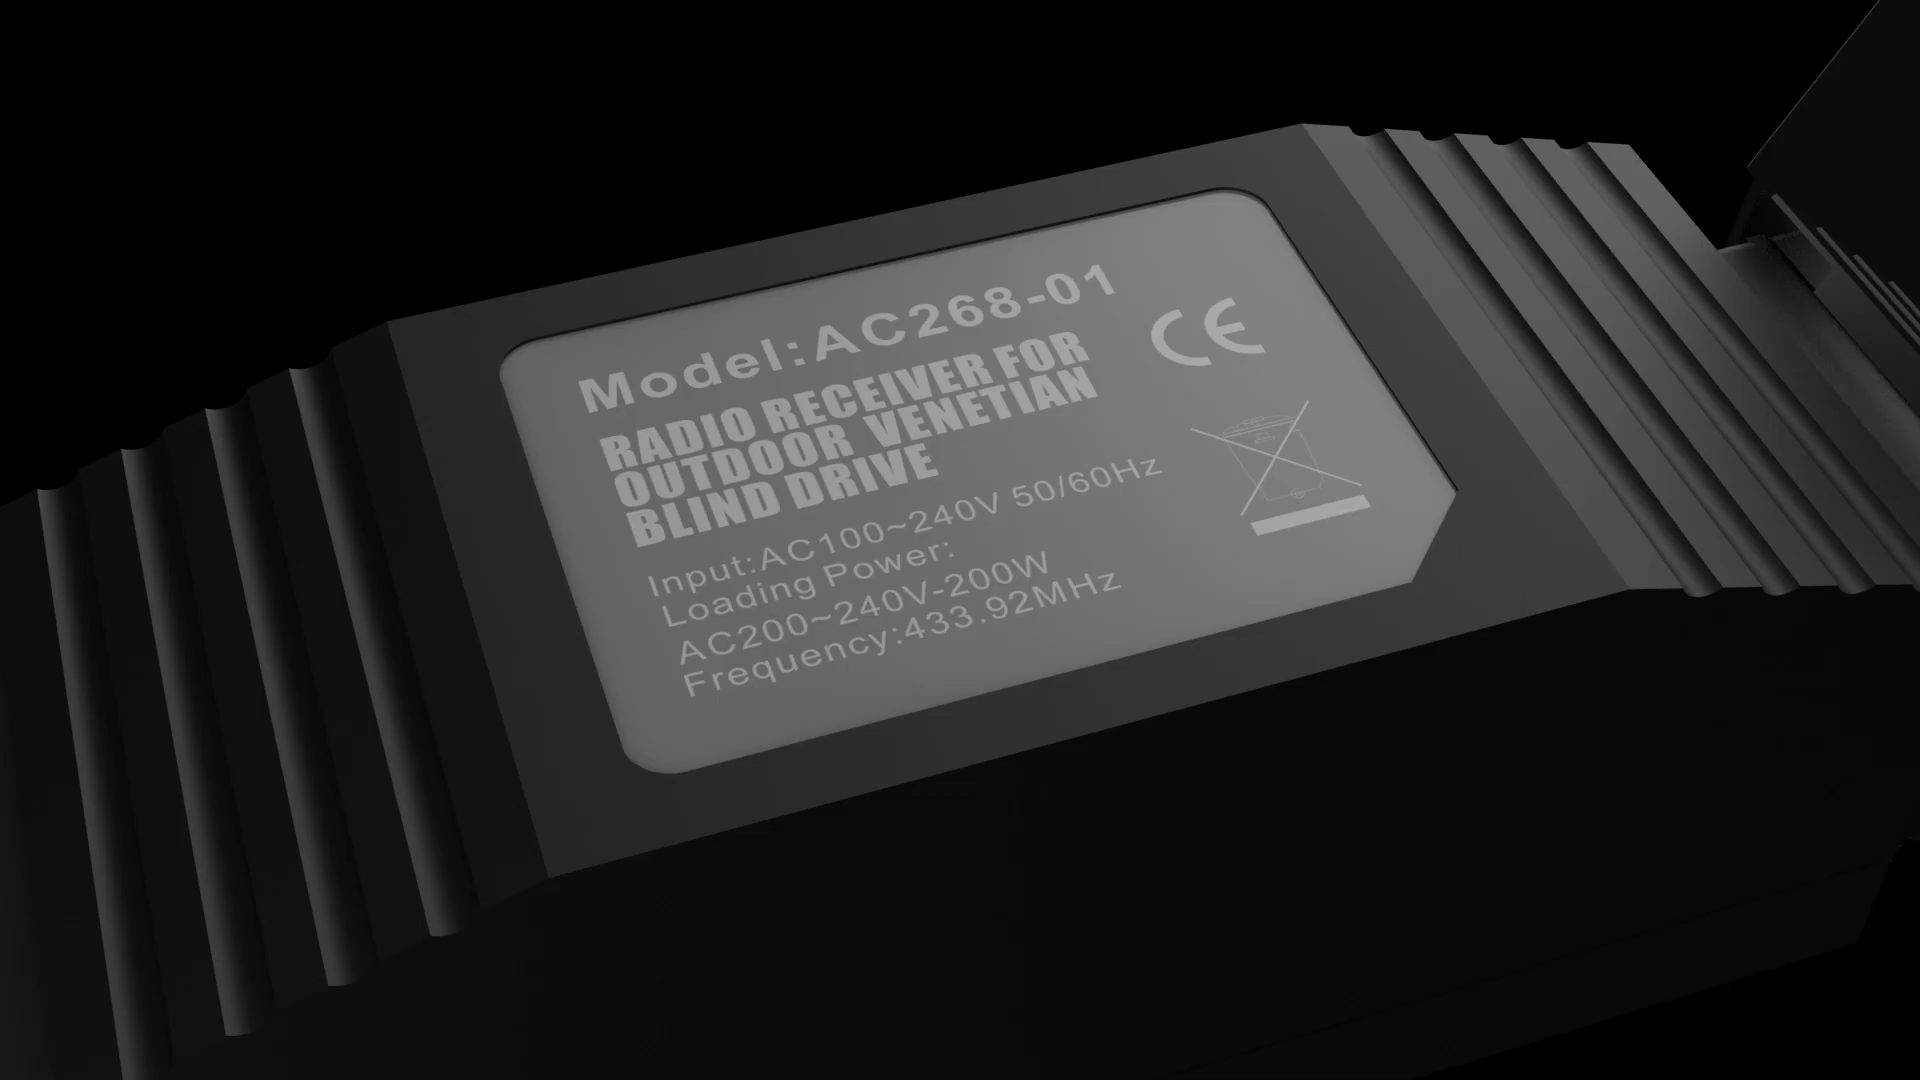 Model:AC268-01
RADIO RECEIVER FOR
OUTDOOR VENETIAN
BLIND DRIVE
CE
Input:AC100~240V 50/60Hz
Loading Power:
AC200~240V-200W
Frequency:433.92MHz